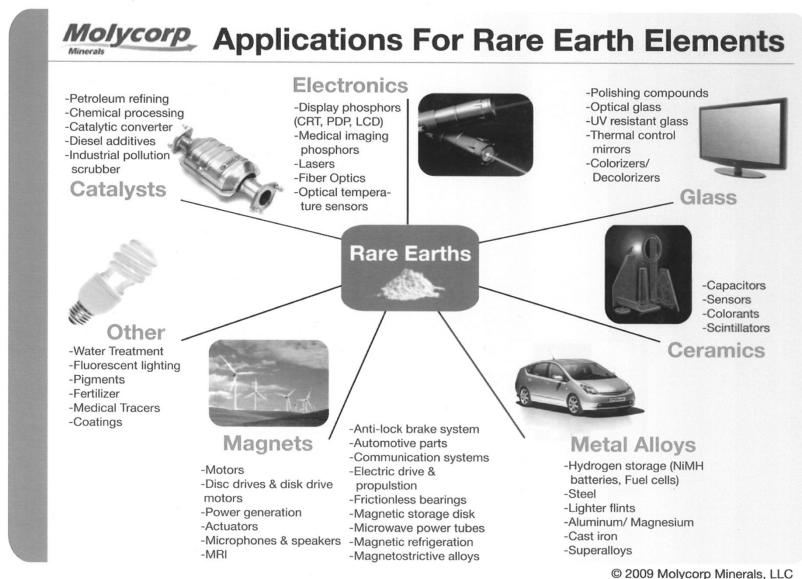 Molycorp
Minerals
Applications For Rare Earth Elements
-Petroleum refining
-Chemical processing
-Catalytic converter
-Diesel additives
-Industrial pollution
scrubber
Catalysts
Electronics
-Display phosphors
(CRT, PDP, LCD)
-Medical imaging
phosphors
-Lasers
-Fiber Optics
-Optical tempera-
ture sensors
-Polishing compounds
-Optical glass
-UV resistant glass
-Thermal control
mirrors
-Colorizers/
Decolorizers
Glass
Rare Earths
-Capacitors
-Sensors
-Colorants
-Scintillators
Ceramics
Other
-Water Treatment
-Fluorescent lighting
-Pigments
-Fertilizer
-Medical Tracers
-Coatings
Magnets
-Motors
-Disc drives & disk drive
motors
-Power generation
-Actuators
-Microphones & speakers
-MRI
-Anti-lock brake system
-Automotive parts
-Communication systems
-Electric drive &
propulstion
-Frictionless bearings
-Magnetic storage disk
-Microwave power tubes
-Magnetic refrigeration
-Magnetostrictive alloys
Metal Alloys
-Hydrogen storage (NiMH
batteries, Fuel cells)
-Steel
-Lighter flints
-Aluminum/ Magnesium
-Cast iron
-Superalloys
© 2009 Molycorp Minerals, LLC